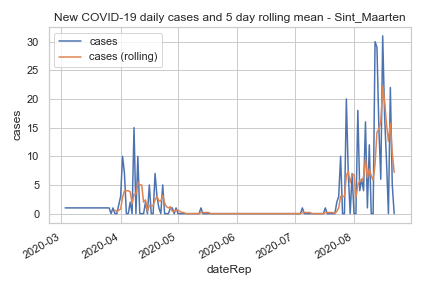 New COVID-19 daily cases and 5 day rolling mean - Sint_Maarten
cases
cases (rolling)
cases
30
25
20
15
10
5
0
2020-03
2020-04
2020-05
2020-06
2020-07
2020-08
dateRep